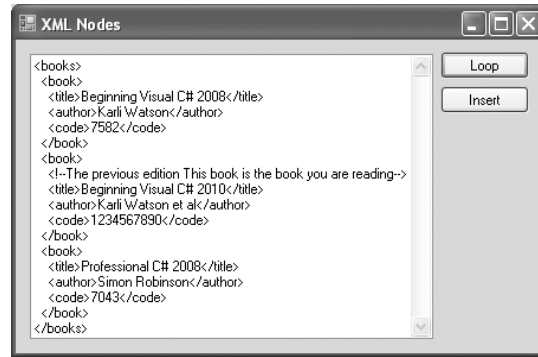 XML Nodes
<books>
<book>
<title>Beginning Visual C# 2008</title>
<author>Karli Watson</author>
<code>7582</code>
</book>
<book>
<!--The previous edition This book is the book you are reading-->
<title>Beginning Visual C# 2010</title>
<author>Karli Watson et al</author>
<code>1234567890</code>
</book>
<book>
<title>Professional C# 2008</title>
<author>Simon Robinson</author>
<code>7043</code>
</book>
</books>
Loop
Insert